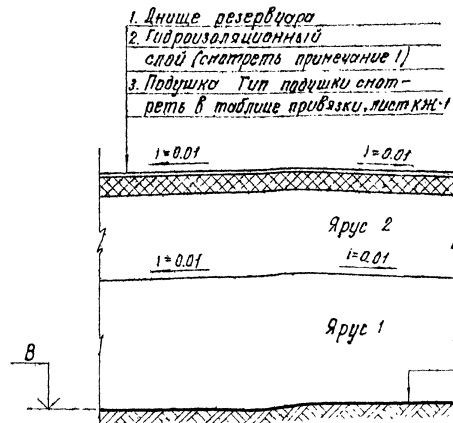 1. Днище резервуара
2. Гидроизоляционный
слой (смотреть примечание 1)
3. Подушка Тип подушки смот-
реть в таблице привязки, лист КЖ-1
i=0.01 i=0.01
Ярус 2
i=0.01 i=0.01
Ярус 1
В